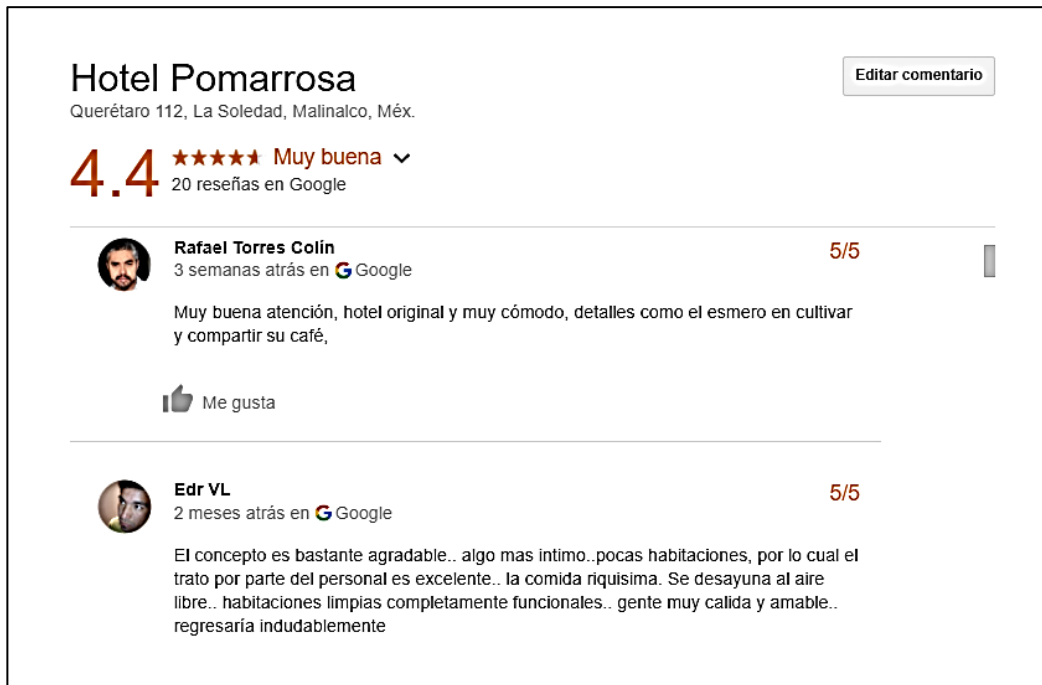 Hotel Pomarrosa
Editar comentario
Querétaro 112, La Soledad, Malinalco, Méx.
4.4
Muy buena
20 reseñas en Google
Rafael Torres Colín
5/5
3 semanas atrás en Google
Muy buena atención, hotel original y muy cómodo, detalles como el esmero en cultivar
y compartir su café,
Me gusta
Edr VL
5/5
2 meses atrás en Google
El concepto es bastante agradable.. algo mas intimo..pocas habitaciones, por lo cual el
trato por parte del personal es excelente.. la comida riquisima. Se desayuna al aire
libre.. habitaciones limpias completamente funcionales.. gente muy calida y amable..
regresaría indudablemente